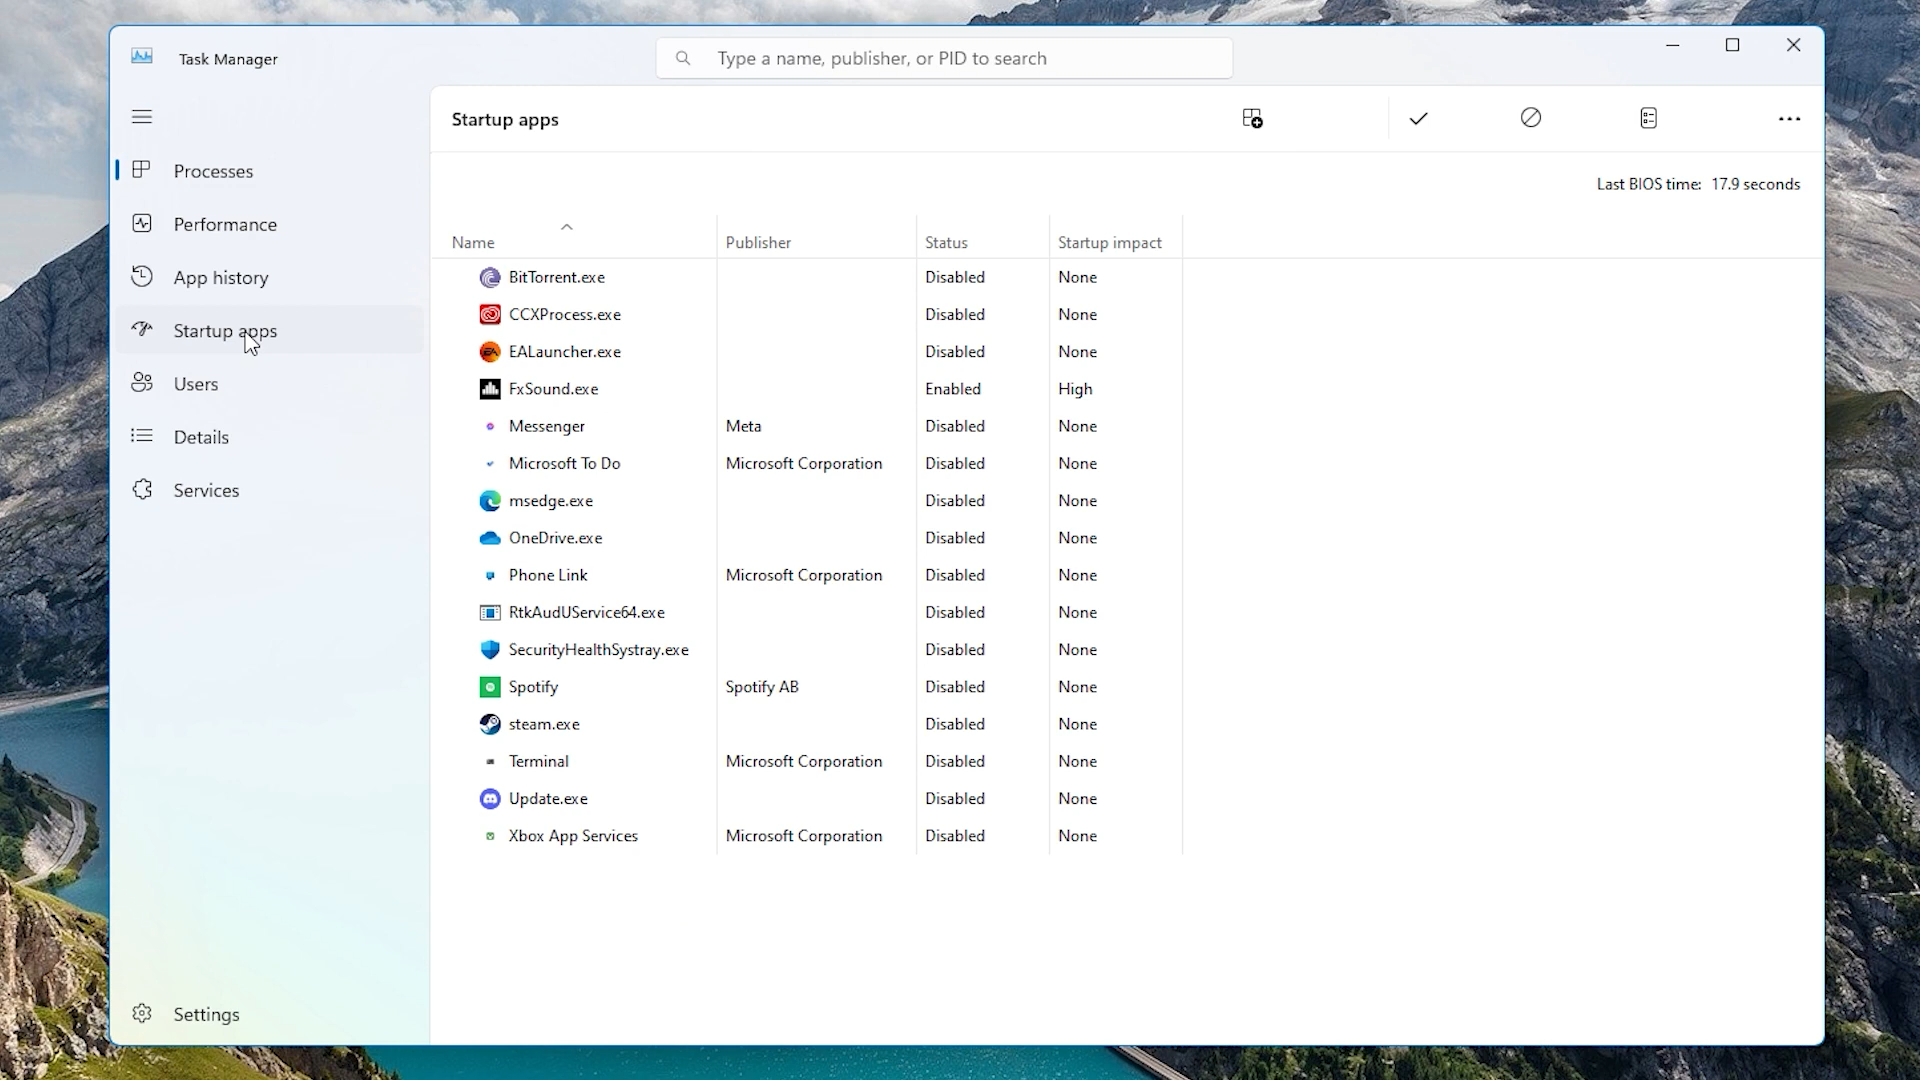 Task Manager
Type a name, publisher, or PID to search
Startup apps
Last BIOS time: 17.9 seconds
Processes
Performance
App history
Startup apps
Users
Details
Services
Settings
Name Publisher Status Startup impact
BitTorrent.exe Disabled None
CCXProcess.exe Disabled None
EALauncher.exe Disabled None
FxSound.exe Enabled High
Messenger Meta Disabled None
Microsoft To Do Microsoft Corporation Disabled None
msedge.exe Disabled None
OneDrive.exe Disabled None
Phone Link Microsoft Corporation Disabled None
RtkAudUService64.exe Disabled None
SecurityHealthSystray.exe Disabled None
Spotify Spotify AB Disabled None
steam.exe Disabled None
Terminal Microsoft Corporation Disabled None
Update.exe Disabled None
Xbox App Services Microsoft Corporation Disabled None